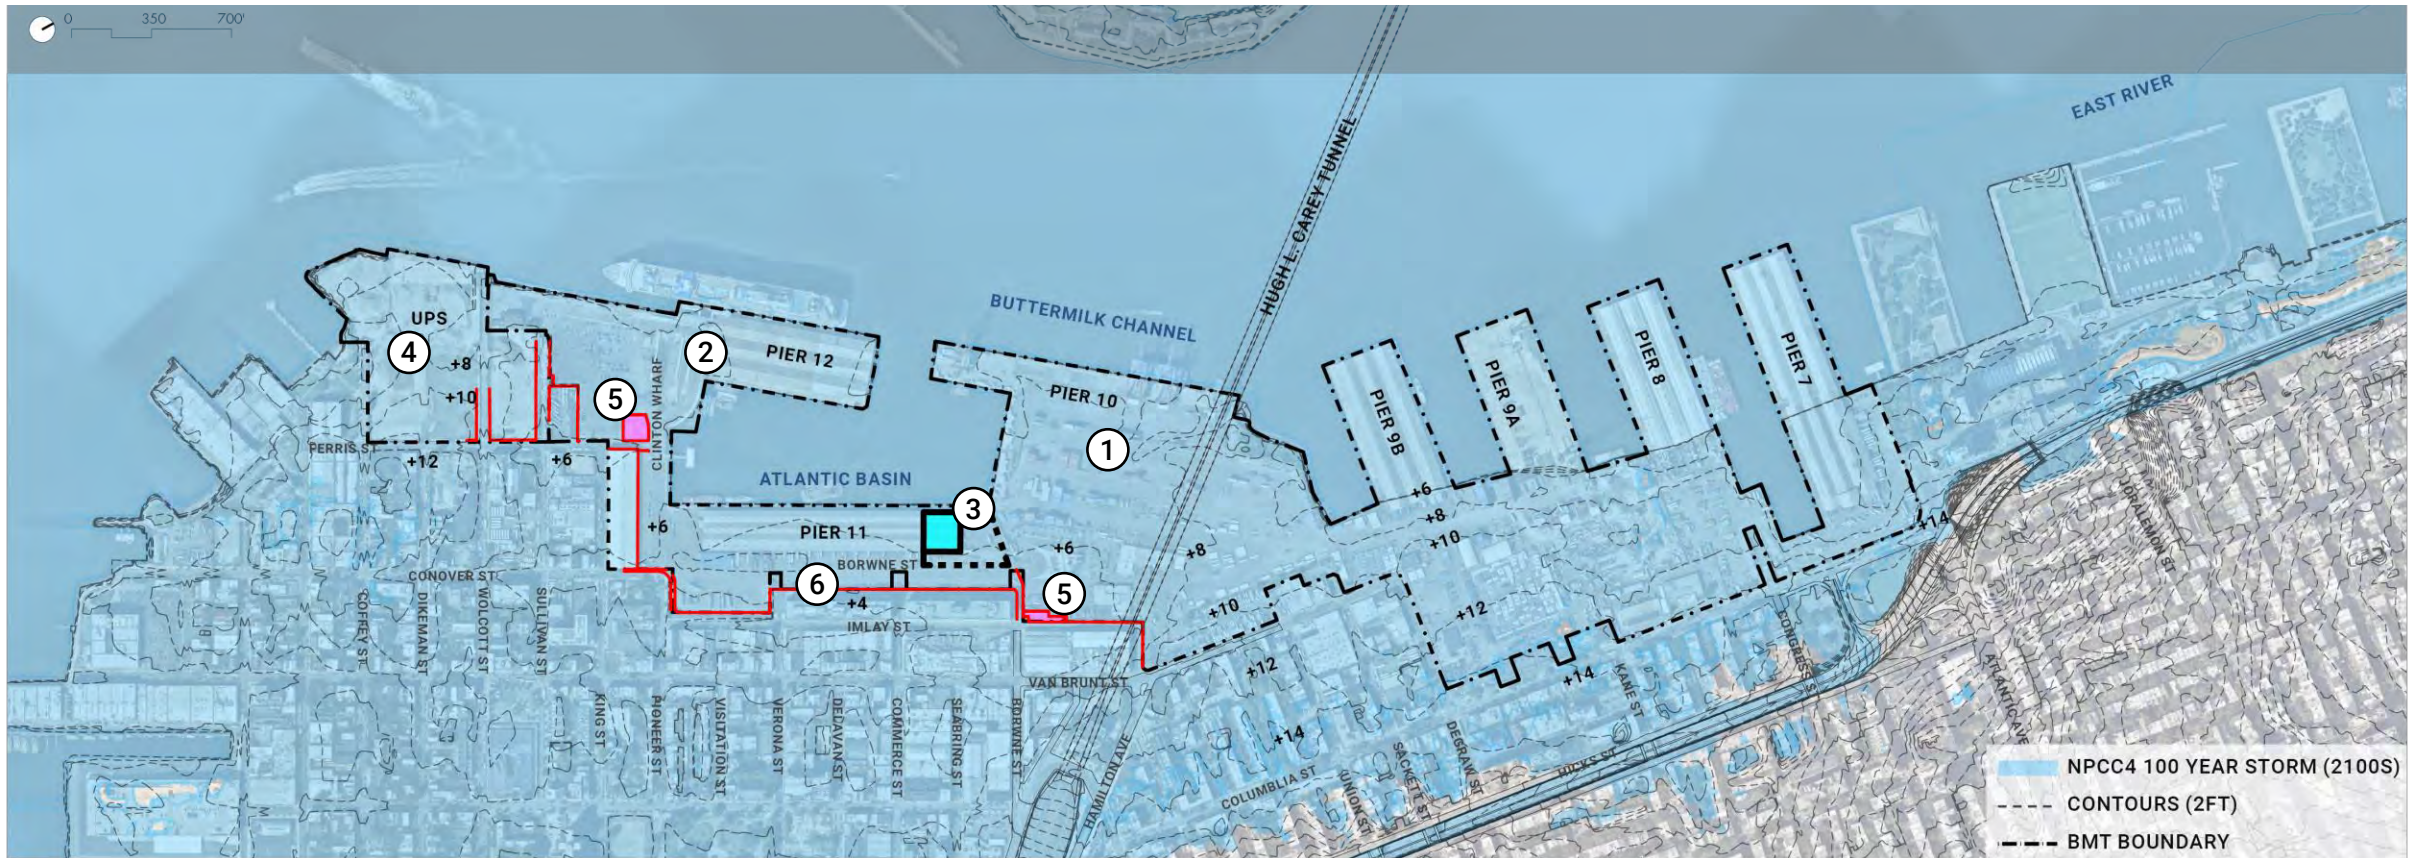 0 350 700'
EAST RIVER
HUGH L. CAREY TUNNEL
BUTTERMILK CHANNEL
UPS
4
+8
+10
2
PIER 12
CLINTON WHARF
5
PIER 10
1
PIER 9B
PIER 9A
PIER 8
PIER 7
FERRIS ST
+12
+6
ATLANTIC BASIN
3
+6
PIER 11
BORWNE ST
6
+4
IMLAY ST
5
+6
+8
+6
+8
+10
+14
+10
+12
+12
+14
+14
CONOVER ST
COFFEY ST
DIKEMAN ST
WOLCOTT ST
SULLIVAN ST
KING ST
PIONEER ST
VISITATION ST
VERONA ST
DELAVAN ST
COMMERCE ST
SEABRING ST
BORWNE ST
VAN BRUNT ST
HAMILTON AVE
COLUMBLIA ST
UNION ST
SACKETT ST
DEGRAW ST
KANE ST
HICKS ST
CONGRESS ST
JORALEMON ST
ATLANTIC AVE
NPCC4 100 YEAR STORM (2100S)
CONTOURS (2FT)
BMT BOUNDARY